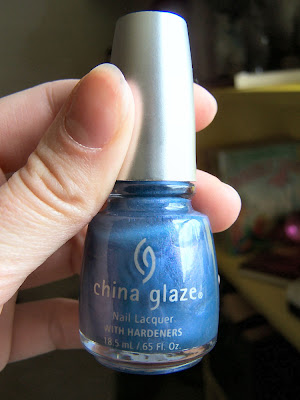 china glaze®
Nail Lacquer
WITH HARDENERS
18.5 mL/.65 Fl. Oz.